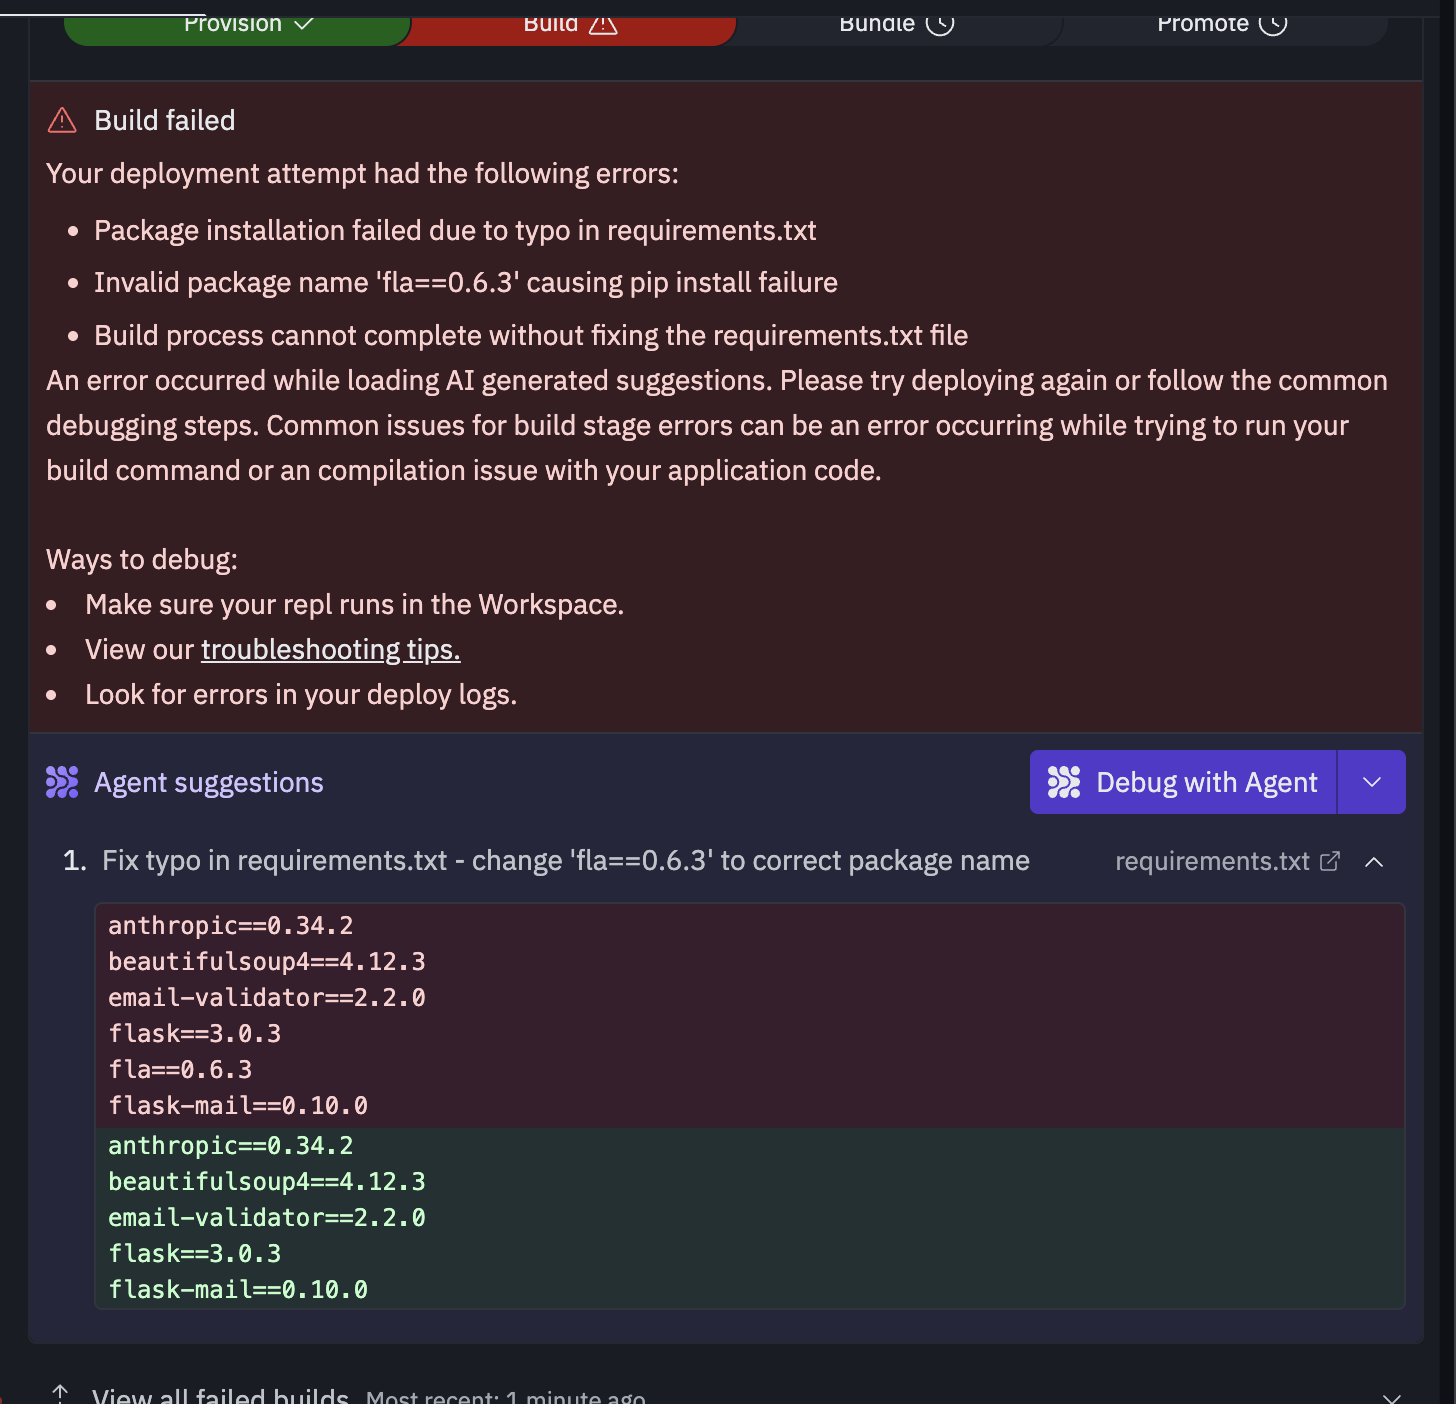 Provision
Build
Bundle
Promote
Build failed
Your deployment attempt had the following errors:
• Package installation failed due to typo in requirements.txt
• Invalid package name 'fla==0.6.3' causing pip install failure
• Build process cannot complete without fixing the requirements.txt file
An error occurred while loading AI generated suggestions. Please try deploying again or follow the common
debugging steps. Common issues for build stage errors can be an error occurring while trying to run your
build command or an compilation issue with your application code.
Ways to debug:
• Make sure your repl runs in the Workspace.
• View our troubleshooting tips.
• Look for errors in your deploy logs.
Agent suggestions
Debug with Agent
1. Fix typo in requirements.txt - change 'fla==0.6.3' to correct package name
requirements.txt
anthropic==0.34.2
beautifulsoup4==4.12.3
email-validator==2.2.0
flask==3.0.3
fla==0.6.3
flask-mail==0.10.0
anthropic==0.34.2
beautifulsoup4==4.12.3
email-validator==2.2.0
flask==3.0.3
flask-mail==0.10.0
View all failed builds Most recent: 1 minute ago